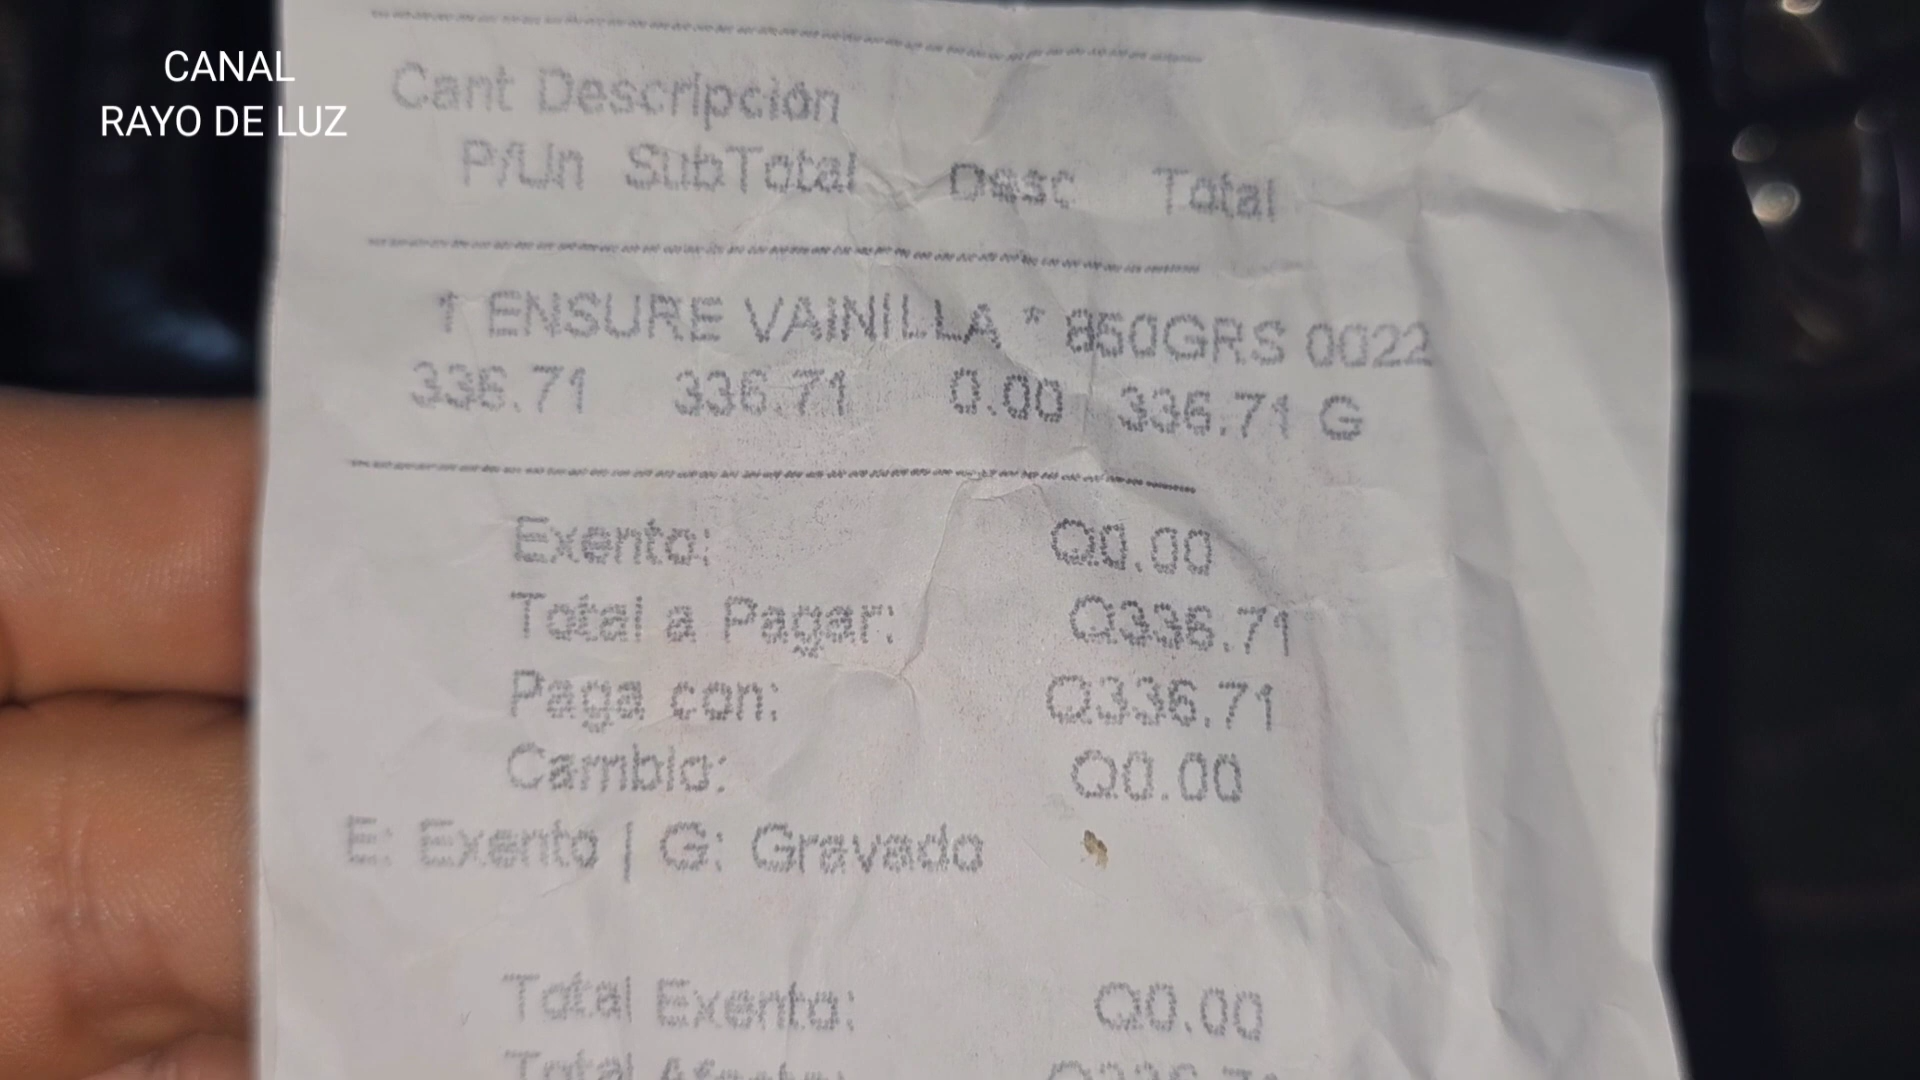 CANAL
RAYO DE LUZ
Cant Descripción
P/Un SubTotal Desc Total
1 ENSURE VAINILLA * 850GRS 0022
336.71 336.71 0.00 336.71 G
Exento: Q0.00
Total a Pagar: Q336.71
Paga con: Q336.71
Cambio: Q0.00
E: Exento | G: Gravado
Total Exento: Q0.00
Total